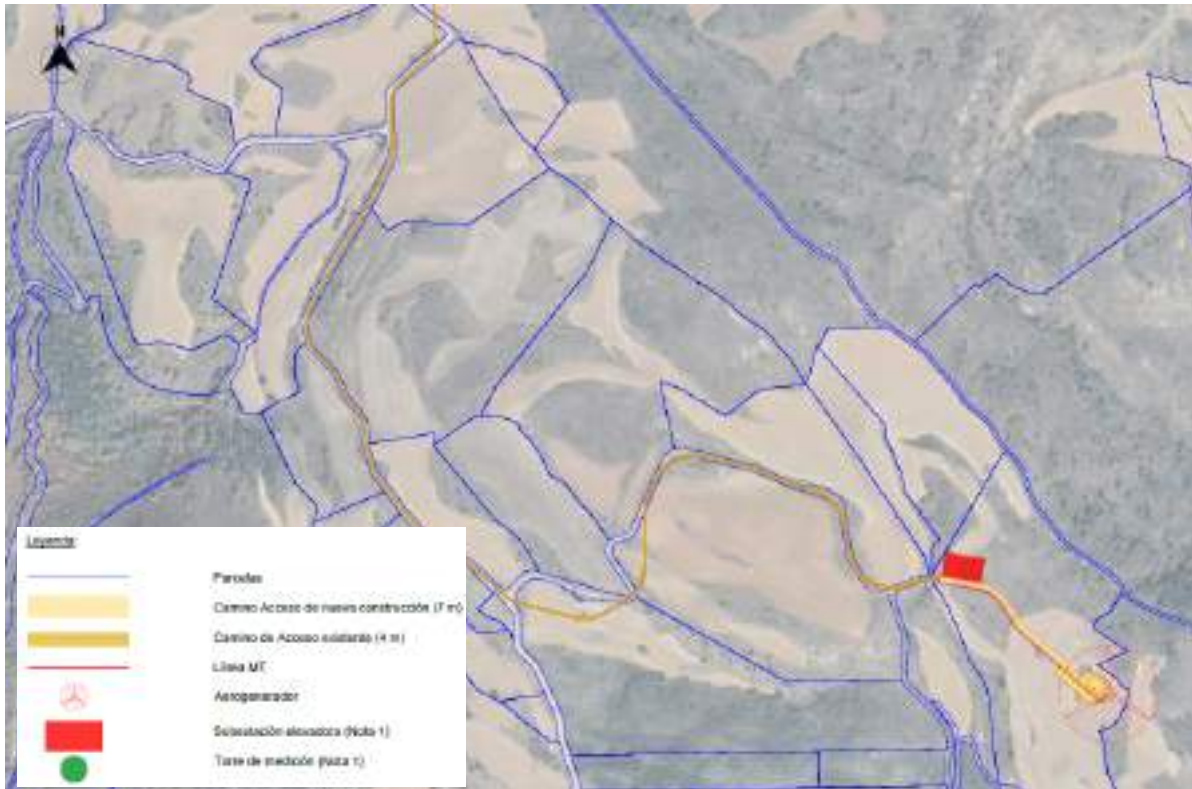 N
Leyenda:
Parcelas
Camino Acceso de nueva construcción (7 m)
Camino de Acceso existente (4 m)
Línea MT
Aerogenerador
Subestación elevadora (Nota 1)
Torre de medición (Nota 1)